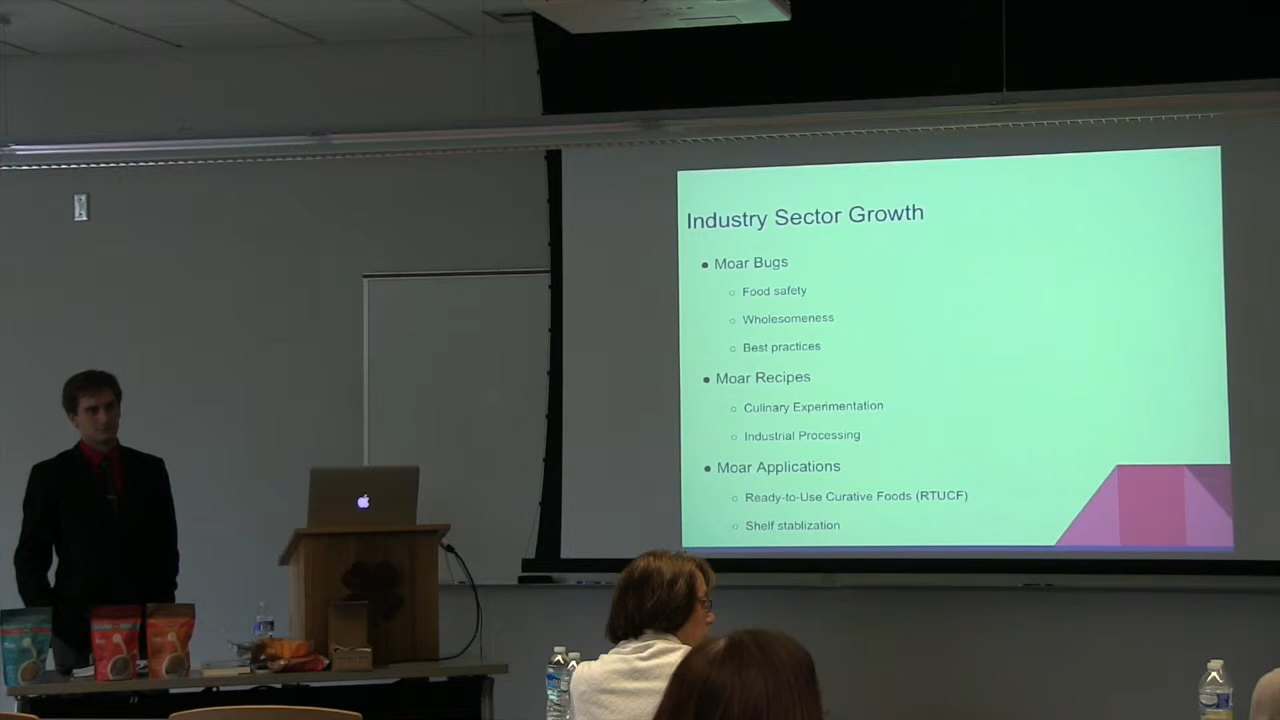 Industry Sector Growth
● Moar Bugs
○ Food safety
○ Wholesomeness
○ Best practices
● Moar Recipes
○ Culinary Experimentation
○ Industrial Processing
● Moar Applications
○ Ready-to-Use Curative Foods (RTUCF)
○ Shelf stablization